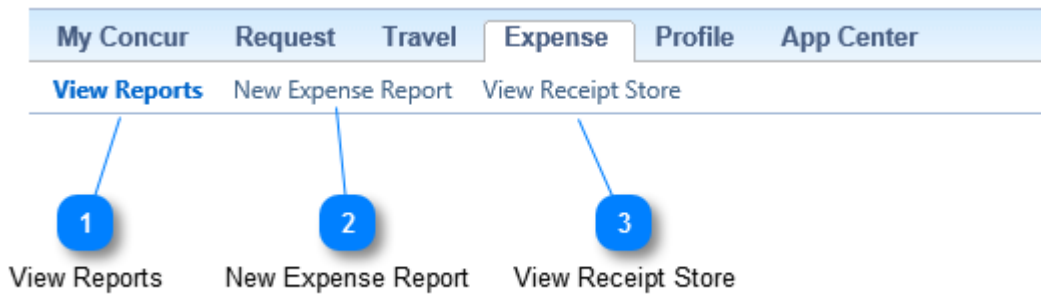 My Concur Request Travel Expense Profile App Center
View Reports New Expense Report View Receipt Store
1 2 3
View Reports New Expense Report View Receipt Store